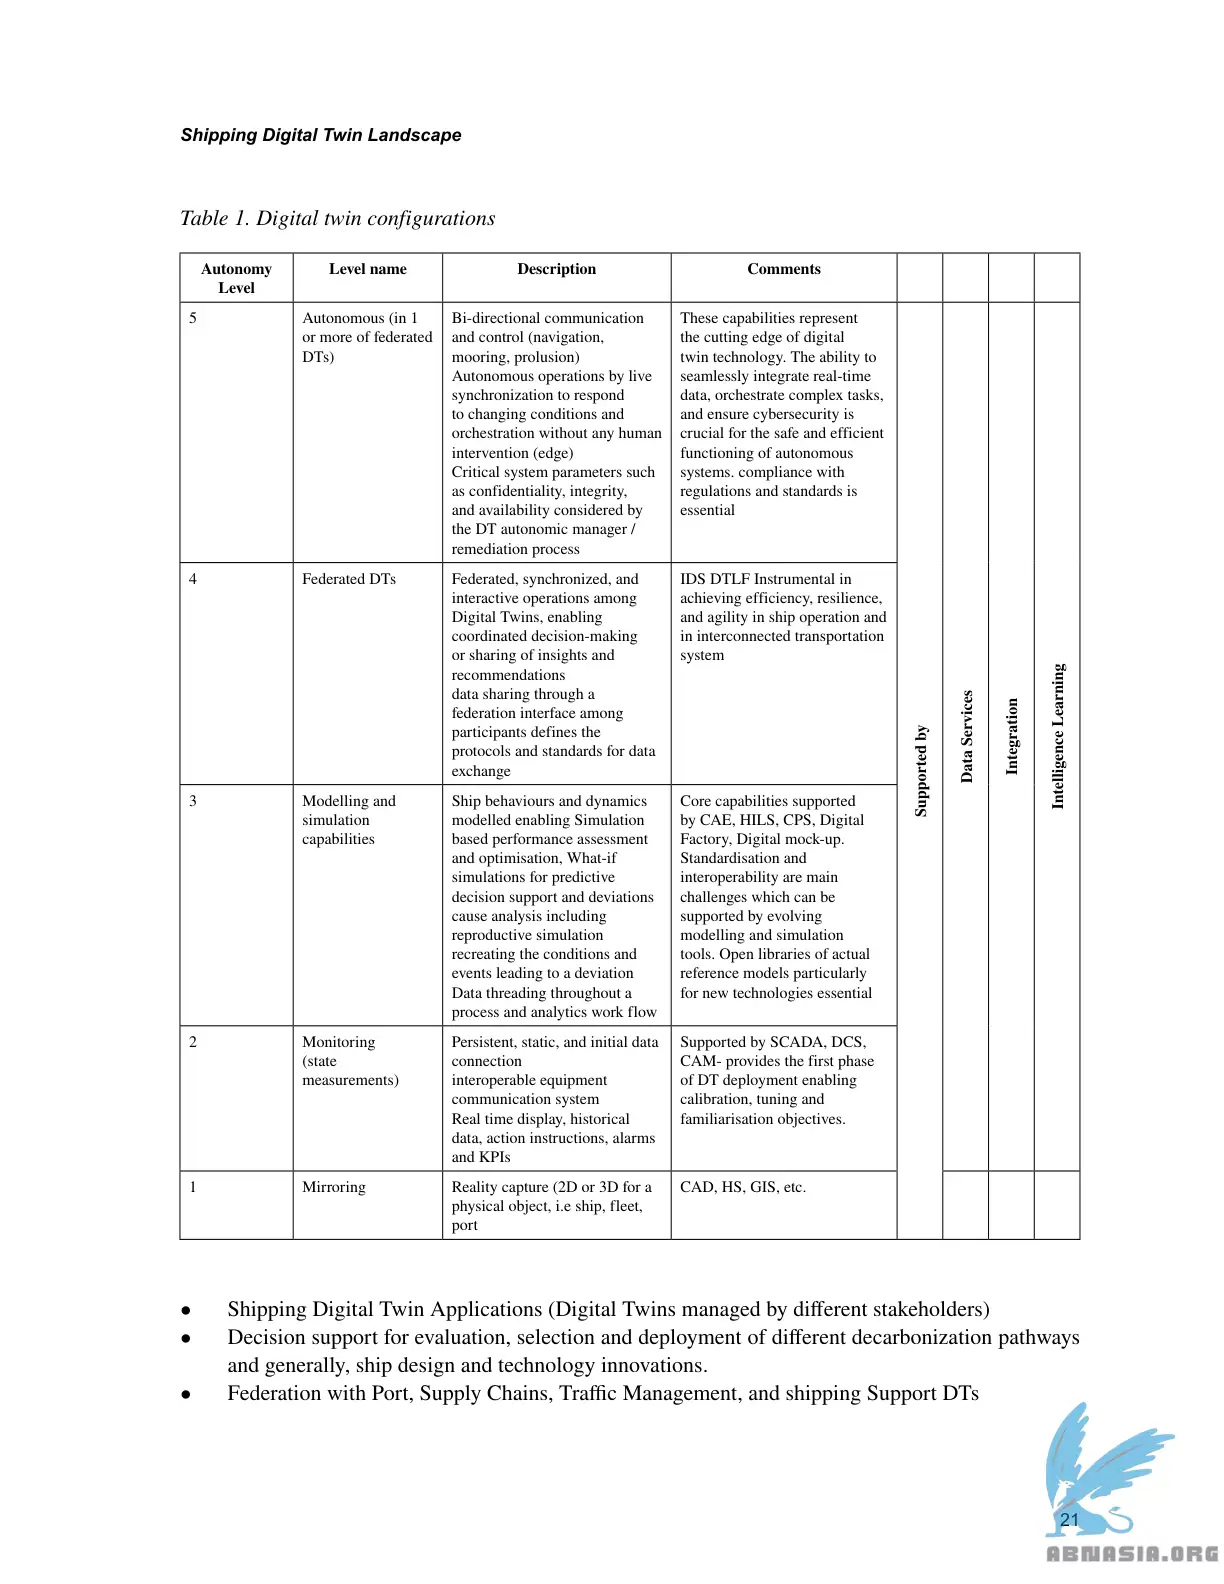 Shipping Digital Twin Landscape
Table 1. Digital twin configurations
Autonomy
Level
Level name
Description
Comments
5
Autonomous (in 1
or more of federated
DTs)
Bi-directional communication
and control (navigation,
mooring, prolusion)
Autonomous operations by live
synchronization to respond
to changing conditions and
orchestration without any human
intervention (edge)
Critical system parameters such
as confidentiality, integrity,
and availability considered by
the DT autonomic manager /
remediation process
These capabilities represent
the cutting edge of digital
twin technology. The ability to
seamlessly integrate real-time
data, orchestrate complex tasks,
and ensure cybersecurity is
crucial for the safe and efficient
functioning of autonomous
systems. compliance with
regulations and standards is
essential
Supported by
Data Services
Integration
Intelligence Learning
4
Federated DTs
Federated, synchronized, and
interactive operations among
Digital Twins, enabling
coordinated decision-making
or sharing of insights and
recommendations
data sharing through a
federation interface among
participants defines the
protocols and standards for data
exchange
IDS DTLF Instrumental in
achieving efficiency, resilience,
and agility in ship operation and
in interconnected transportation
system
3
Modelling and
simulation
capabilities
Ship behaviours and dynamics
modelled enabling Simulation
based performance assessment
and optimisation, What-if
simulations for predictive
decision support and deviations
cause analysis including
reproductive simulation
recreating the conditions and
events leading to a deviation
Data threading throughout a
process and analytics work flow
Core capabilities supported
by CAE, HILS, CPS, Digital
Factory, Digital mock-up.
Standardisation and
interoperability are main
challenges which can be
supported by evolving
modelling and simulation
tools. Open libraries of actual
reference models particularly
for new technologies essential
2
Monitoring
(state
measurements)
Persistent, static, and initial data
connection
interoperable equipment
communication system
Real time display, historical
data, action instructions, alarms
and KPIs
Supported by SCADA, DCS,
CAM- provides the first phase
of DT deployment enabling
calibration, tuning and
familiarisation objectives.
1
Mirroring
Reality capture (2D or 3D for a
physical object, i.e ship, fleet,
port
CAD, HS, GIS, etc.
● Shipping Digital Twin Applications (Digital Twins managed by different stakeholders)
● Decision support for evaluation, selection and deployment of different decarbonization pathways
and generally, ship design and technology innovations.
● Federation with Port, Supply Chains, Traffic Management, and shipping Support DTs
21
ABNASIA.ORG